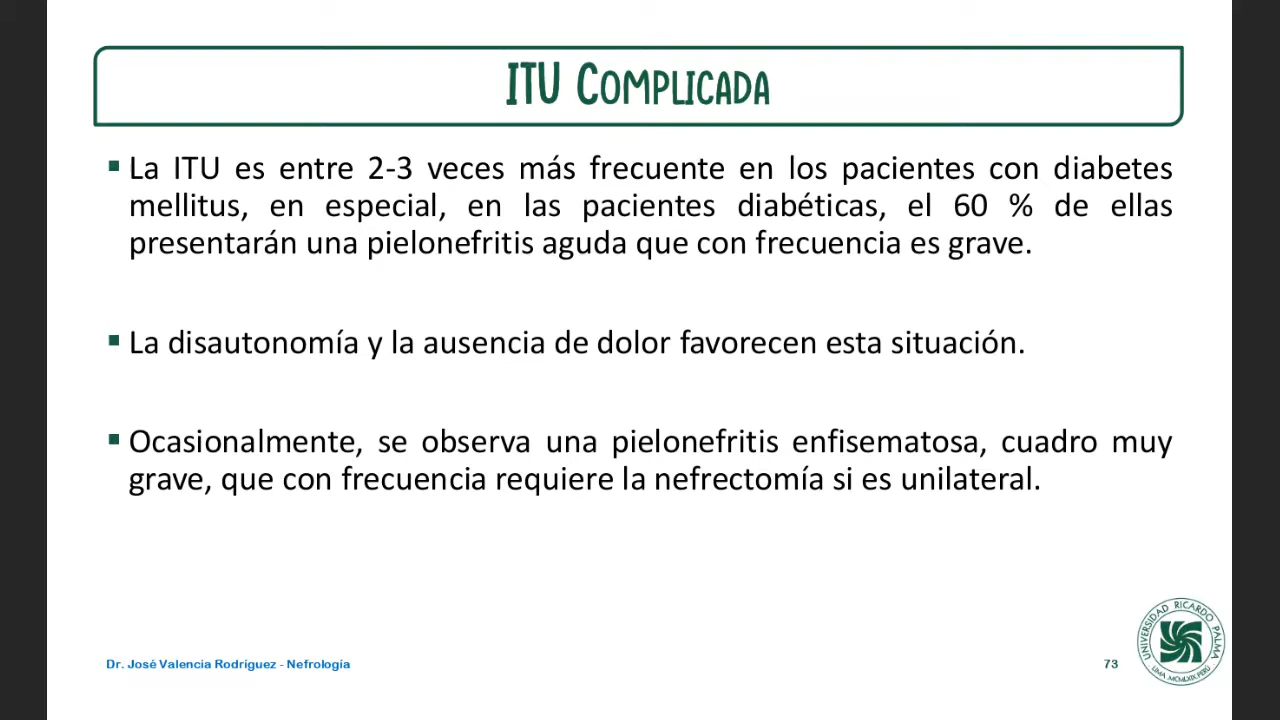 ITU COMPLICADA
▪ La ITU es entre 2-3 veces más frecuente en los pacientes con diabetes
mellitus, en especial, en las pacientes diabéticas, el 60 % de ellas
presentarán una pielonefritis aguda que con frecuencia es grave.
▪ La disautonomía y la ausencia de dolor favorecen esta situación.
▪ Ocasionalmente, se observa una pielonefritis enfisematosa, cuadro muy
grave, que con frecuencia requiere la nefrectomía si es unilateral.
Dr. José Valencia Rodríguez - Nefrología
73
UNIVERSIDAD RICARDO PALMA
LIMA. MCMLXIX. PERÚ